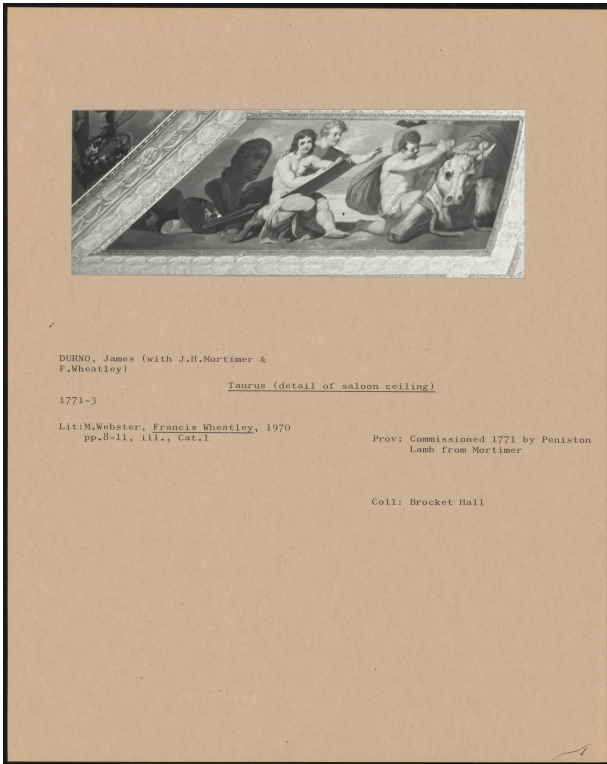 DURNO, James (with J.H.Mortimer &
F.Wheatley)
Taurus (detail of saloon ceiling)
1771-3
Lit:M.Webster, Francis Wheatley, 1970
pp.8-11, ill., Cat.1
Prov: Commissioned 1771 by Peniston
Lamb from Mortimer
Coll: Brocket Hall